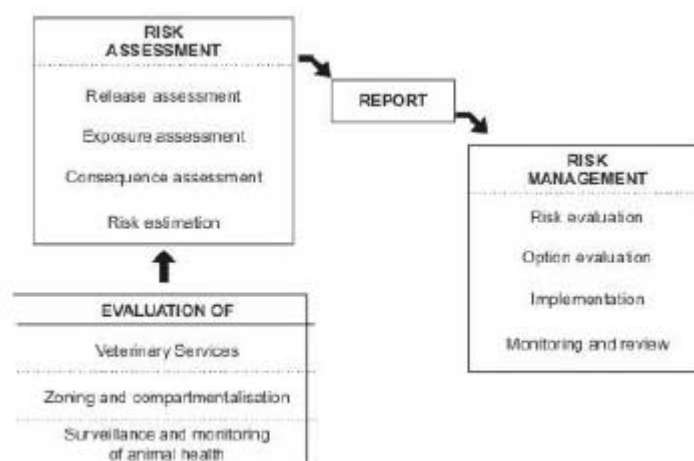 RISK
ASSESSMENT
Release assessment
Exposure assessment
Consequence assessment
Risk estimation
REPORT
RISK
MANAGEMENT
Risk evaluation
Option evaluation
Implementation
Monitoring and review
EVALUATION OF
Veterinary Services
Zoning and compartmentalisation
Surveillance and monitoring
of animal health